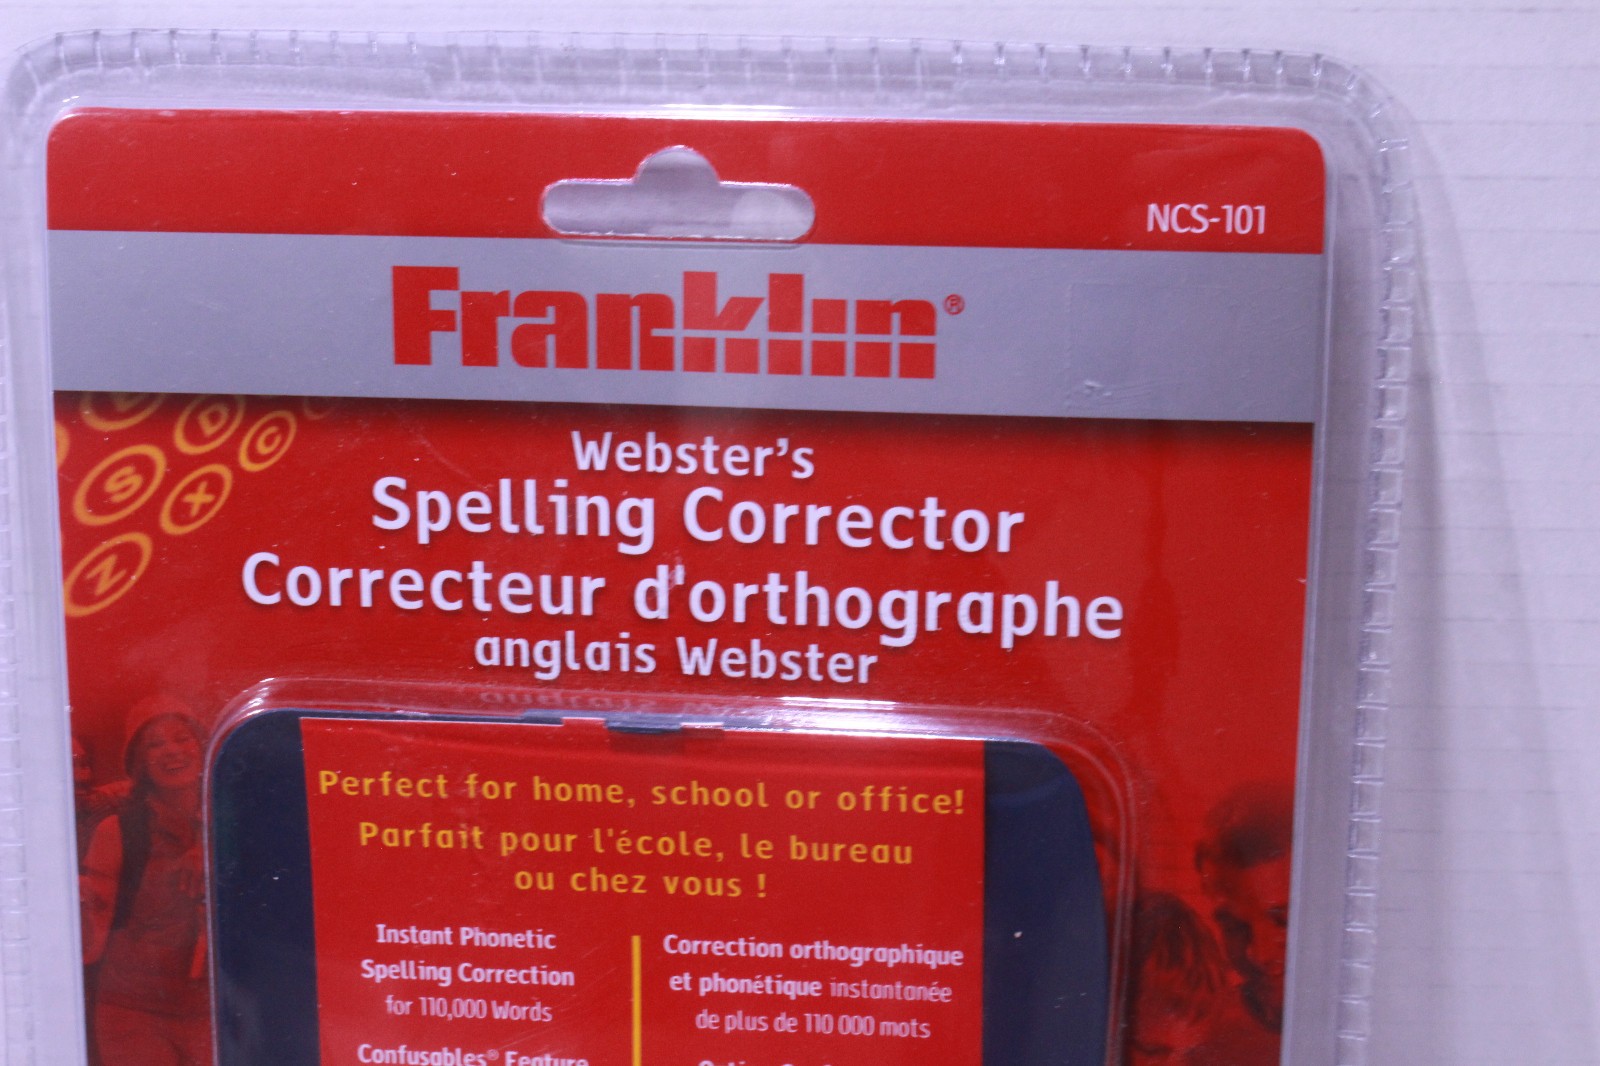 NCS-101
Franklin®
Webster's
Spelling Corrector
Correcteur d'orthographe
anglais Webster
L
D
C
S
X
Z
Perfect for home, school or office!
Parfait pour l'école, le bureau
ou chez vous !
Instant Phonetic
Spelling Correction
for 110,000 Words
Confusables® Feature
Correction orthographique
et phonétique instantanée
de plus de 110 000 mots